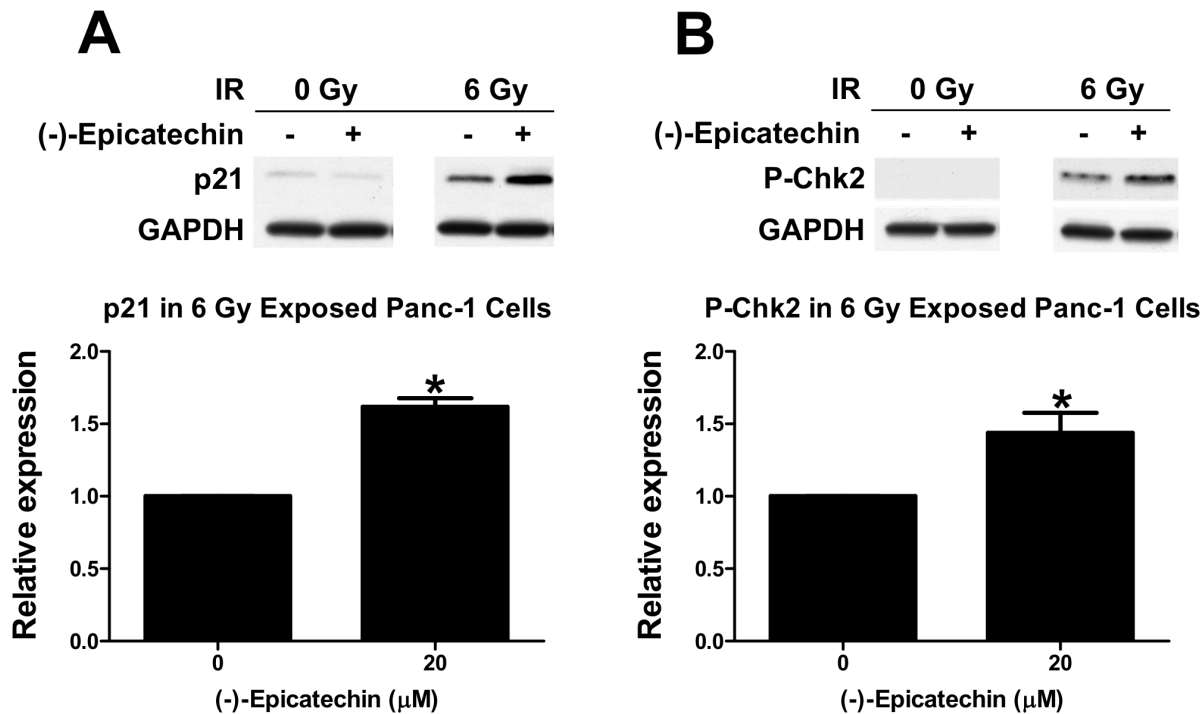 A
IR 0 Gy 6 Gy
(-)-Epicatechin - + - +
p21
GAPDH
p21 in 6 Gy Exposed Panc-1 Cells
Relative expression
2.0
1.5
1.0
0.5
0.0
*
0 20
(-)-Epicatechin (μM)
B
IR 0 Gy 6 Gy
(-)-Epicatechin - + - +
P-Chk2
GAPDH
P-Chk2 in 6 Gy Exposed Panc-1 Cells
Relative expression
2.0
1.5
1.0
0.5
0.0
*
0 20
(-)-Epicatechin (μM)